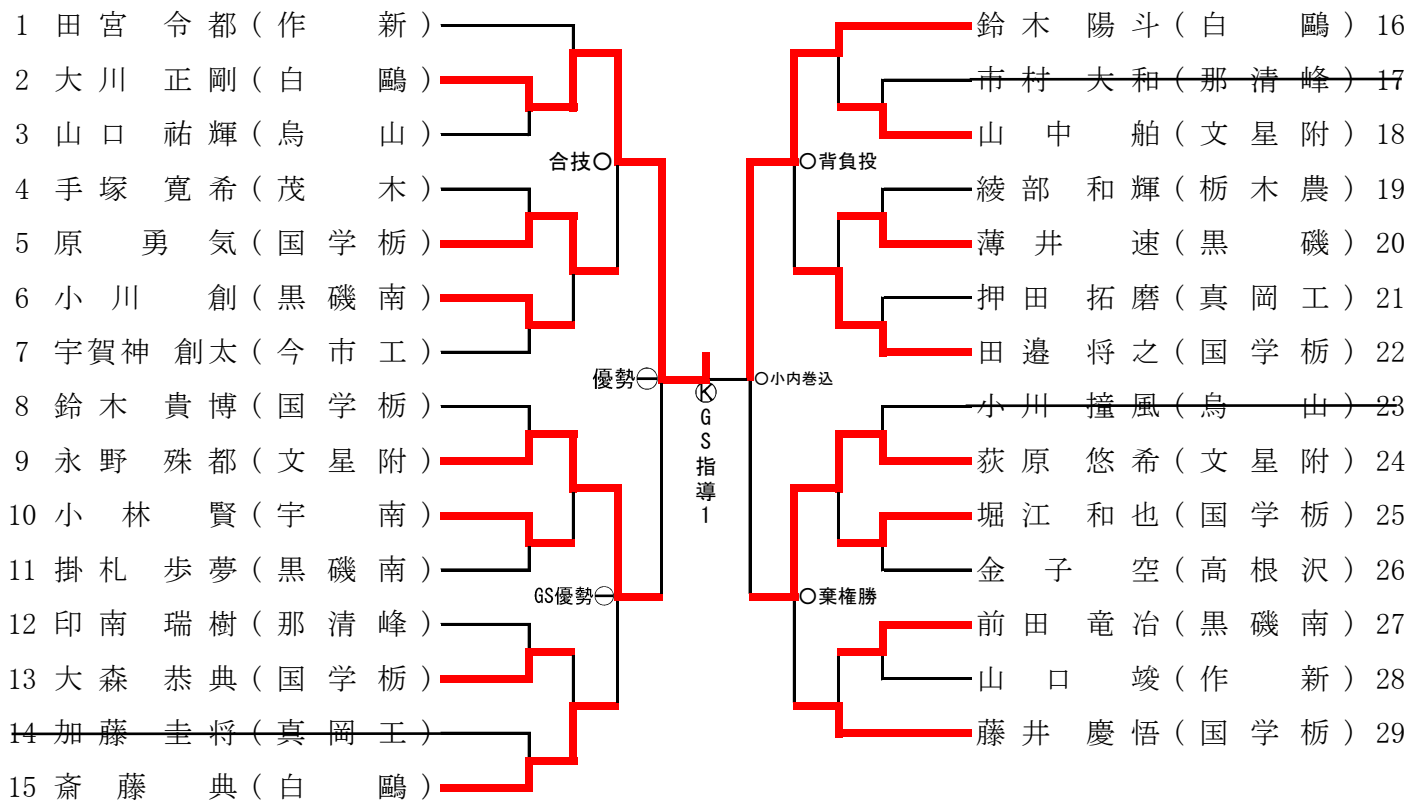 1 田宮 令都(作 新)
2 大川 正剛(白 鷗)
3 山口 祐輝(烏 山)
4 手塚 寛希(茂 木)
5 原 勇気(国学栃)
6 小川 創(黒磯南)
7 宇賀神 創太(今市工)
8 鈴木 貴博(国学栃)
9 永野 殊都(文星附)
10 小林 賢(宇 南)
11 掛札 歩夢(黒磯南)
12 印南 瑞樹(那清峰)
13 大森 恭典(国学栃)
14 加藤 圭将(真岡工)
15 斎藤 典(白 鷗)
合技○
優勢㊀
GS優勢㊀
ⓀGS指導1
○背負投
○小内巻込
○棄権勝
鈴木 陽斗(白 鷗) 16
市村 大和(那清峰) 17
山中 舶(文星附) 18
綾部 和輝(栃木農) 19
薄井 速(黒 磯) 20
押田 拓磨(真岡工) 21
田邉 将之(国学栃) 22
小川 撞風(烏 山) 23
荻原 悠希(文星附) 24
堀江 和也(国学栃) 25
金子 空(高根沢) 26
前田 竜冶(黒磯南) 27
山口 竣(作 新) 28
藤井 慶悟(国学栃) 29